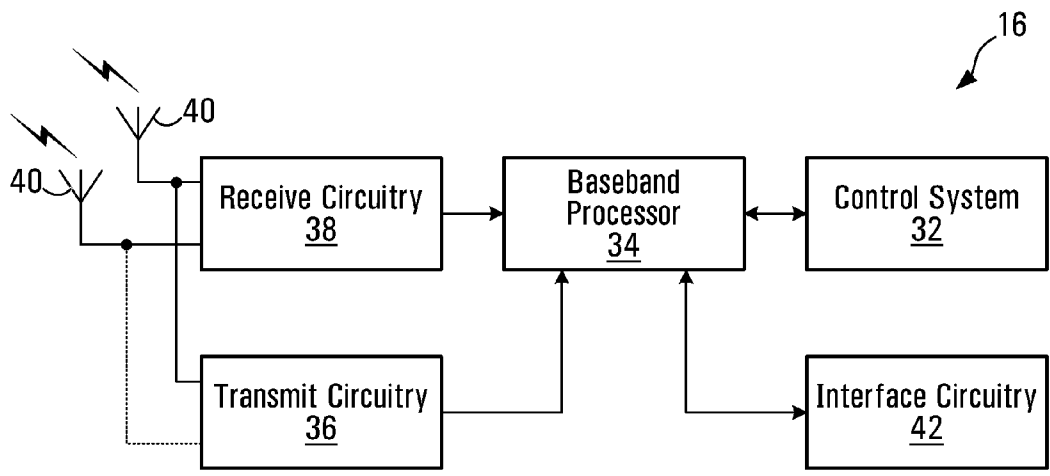 16
40
40
Receive Circuitry
38
Baseband
Processor
34
Control System
32
Transmit Circuitry
36
Interface Circuitry
42